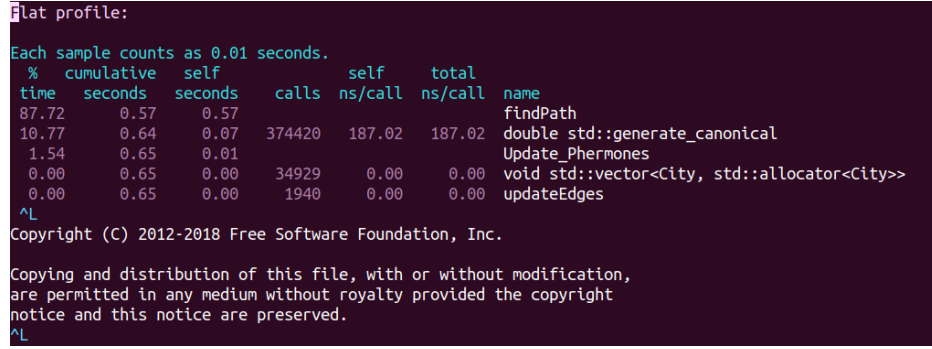 Flat profile:
Each sample counts as 0.01 seconds.
% cumulative self self total
time seconds seconds calls ns/call ns/call name
87.72 0.57 0.57 findPath
10.77 0.64 0.07 374420 187.02 187.02 double std::generate_canonical
1.54 0.65 0.01 Update_Phermones
0.00 0.65 0.00 34929 0.00 0.00 void std::vector<City, std::allocator<City>>
0.00 0.65 0.00 1940 0.00 0.00 updateEdges
^L
Copyright (C) 2012-2018 Free Software Foundation, Inc.
Copying and distribution of this file, with or without modification,
are permitted in any medium without royalty provided the copyright
notice and this notice are preserved.
^L